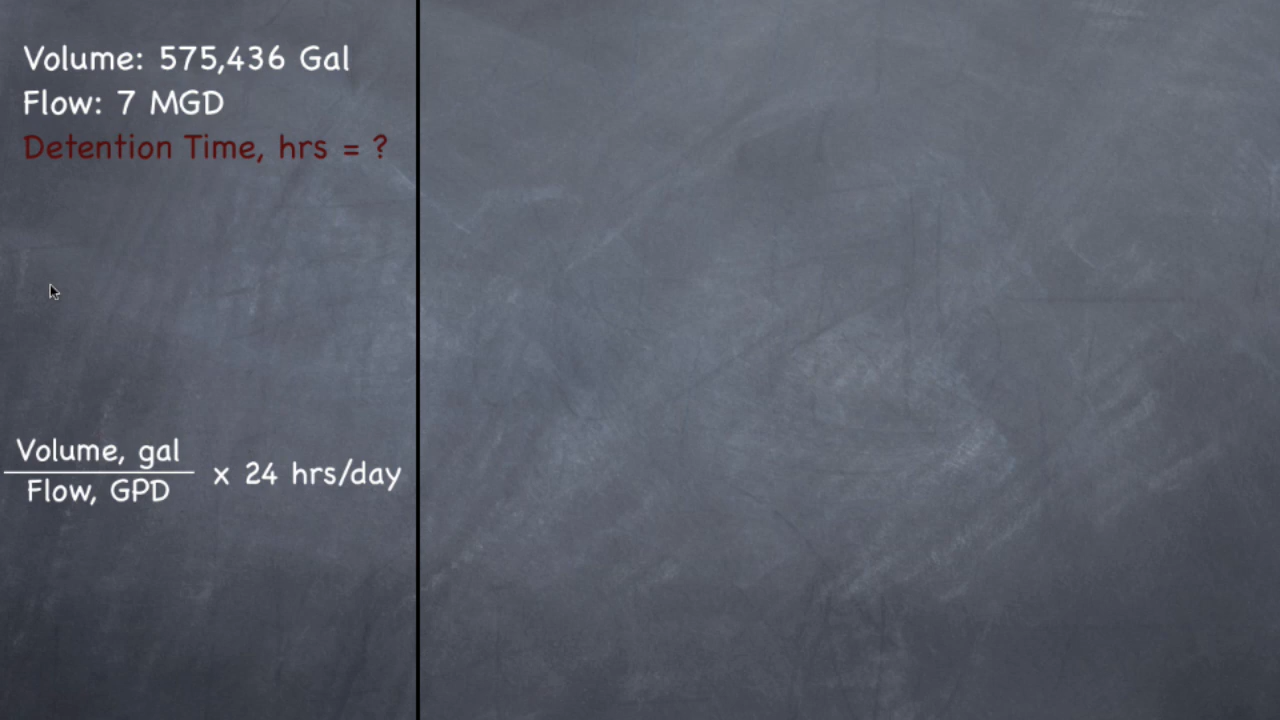 Volume: 575,436 Gal
Flow: 7 MGD
Detention Time, hrs = ?
Volume, gal
Flow, GPD
x 24 hrs/day